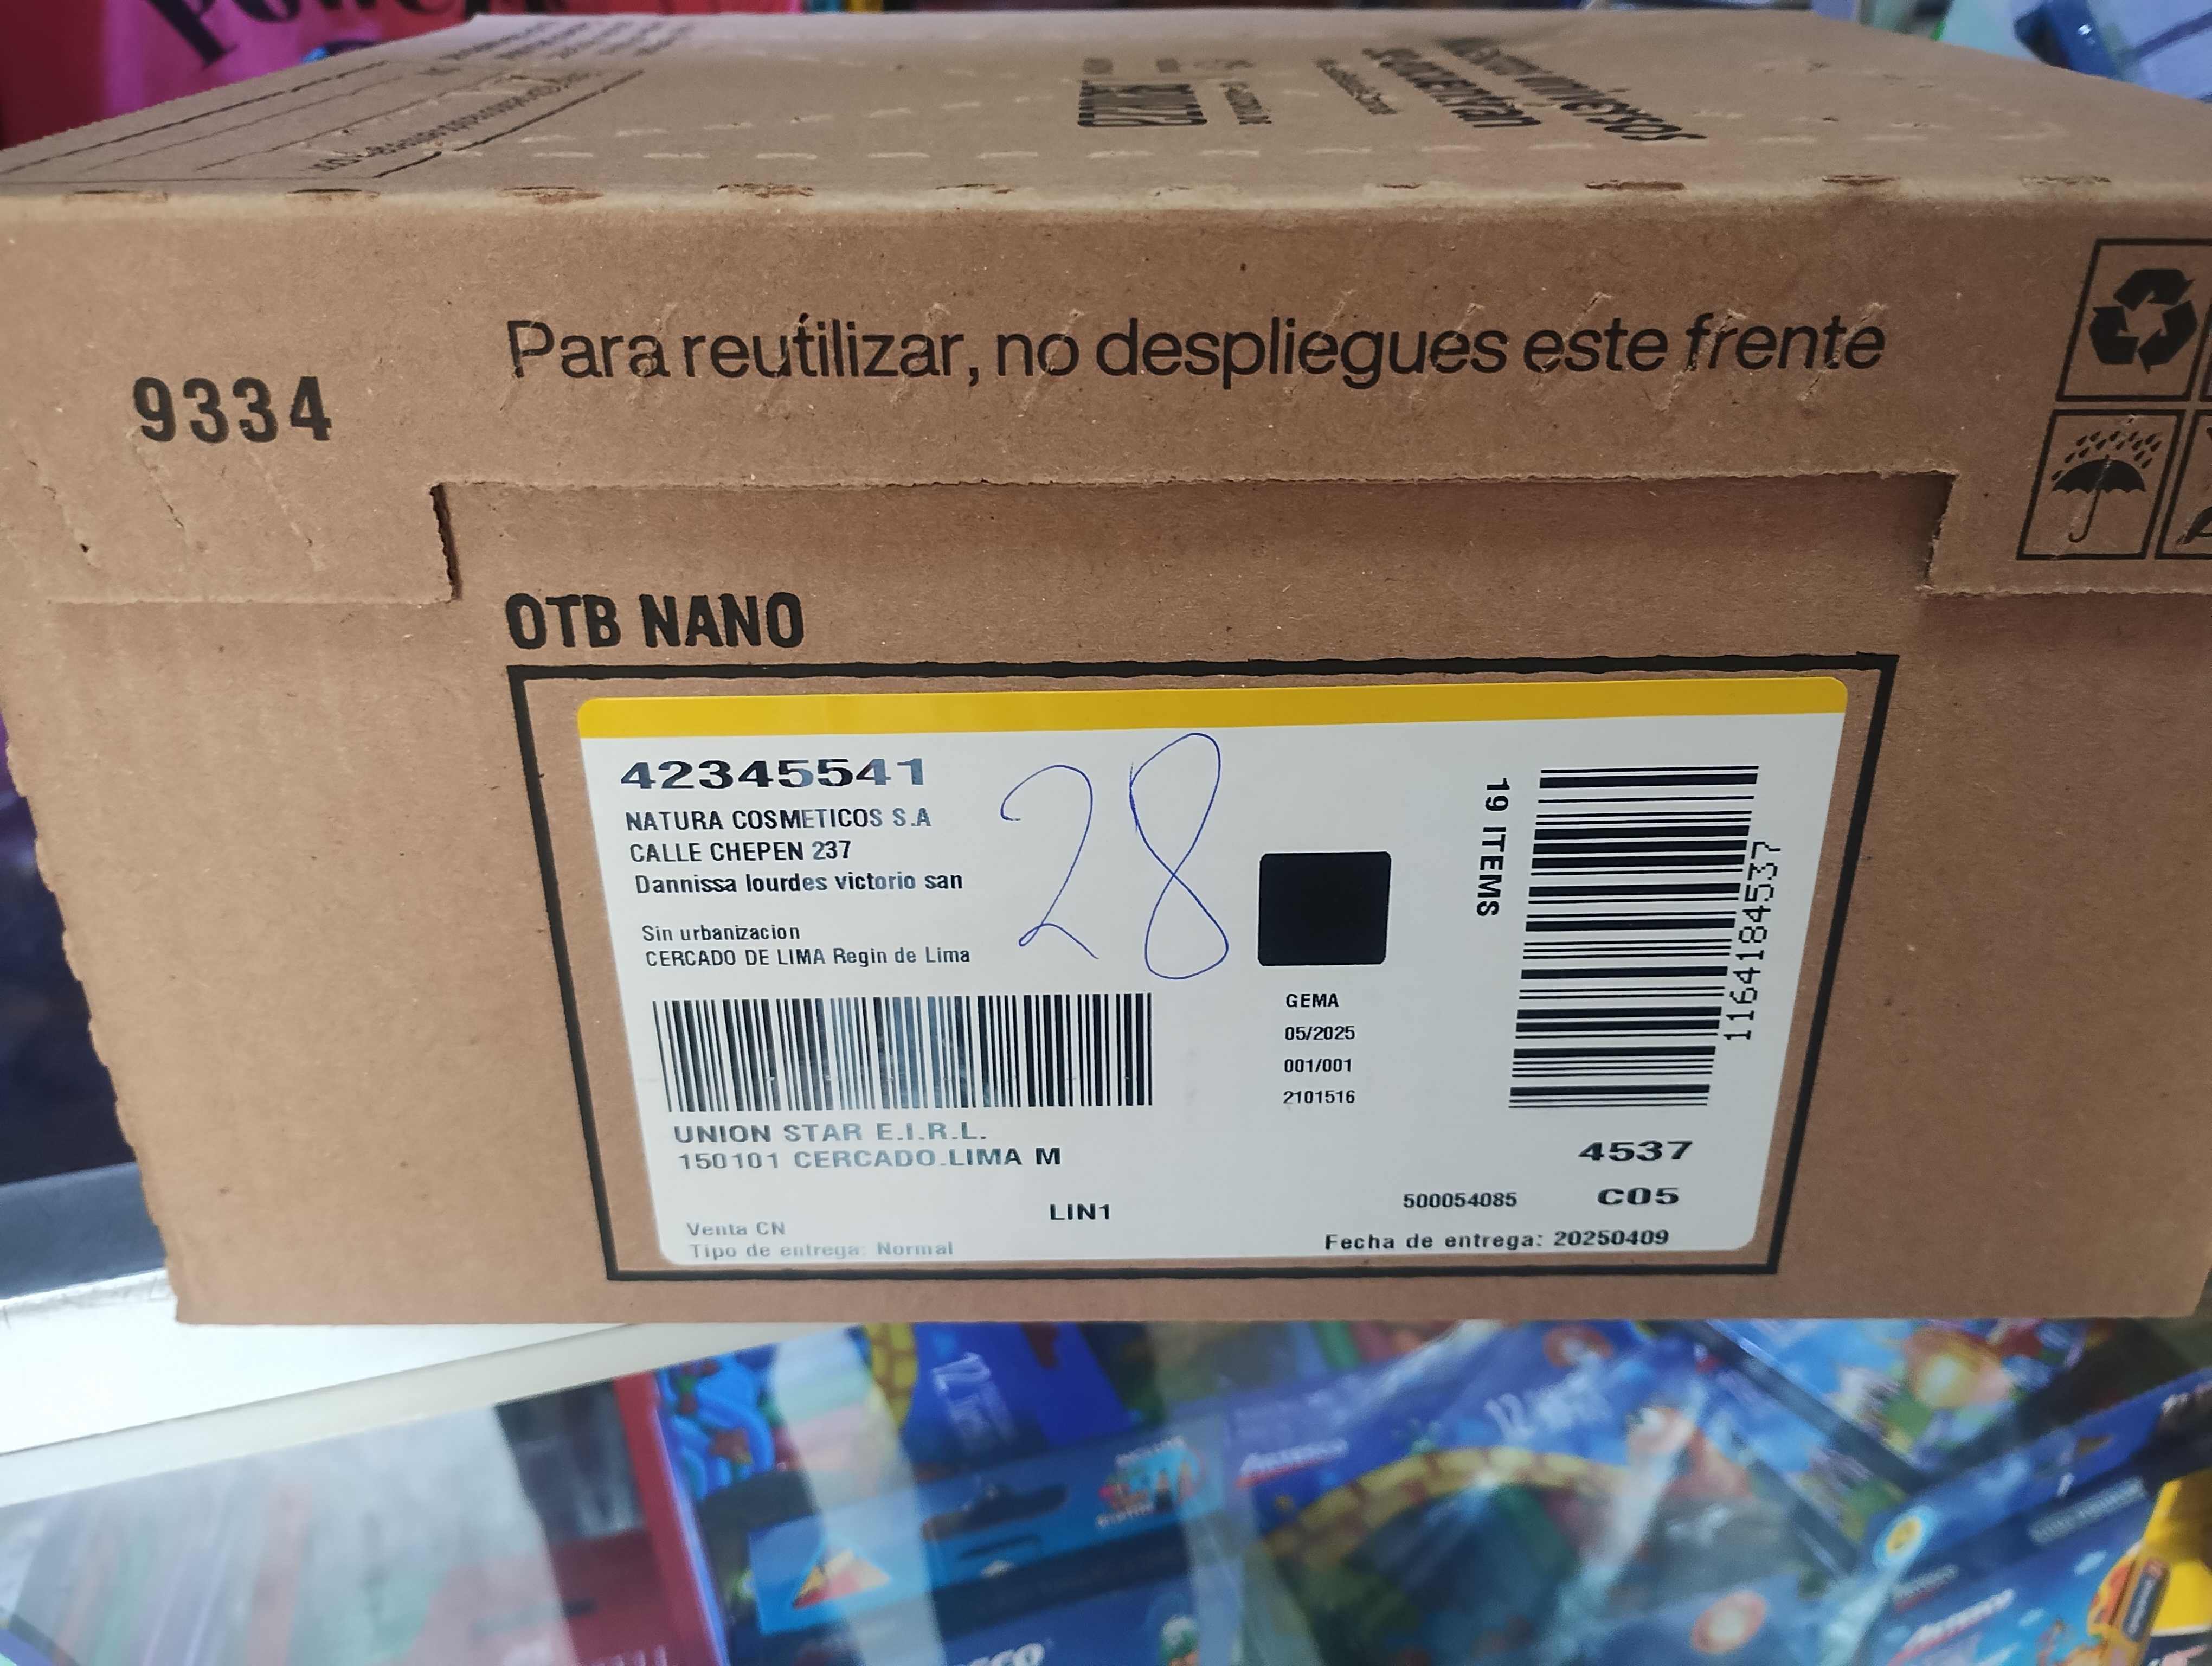 Para reutilizar, no despliegues este frente
9334
OTB NANO
42345541
NATURA COSMETICOS S.A
CALLE CHEPEN 237
Dannissa lourdes victorio san
Sin urbanizacion
CERCADO DE LIMA Regin de Lima
28
19 ITEMS
1164184537
GEMA
05/2025
001/001
2101516
UNION STAR E.I.R.L.
150101 CERCADO.LIMA M
4537
LIN1
500054085
C05
Venta CN
Tipo de entrega: Normal
Fecha de entrega: 20250409